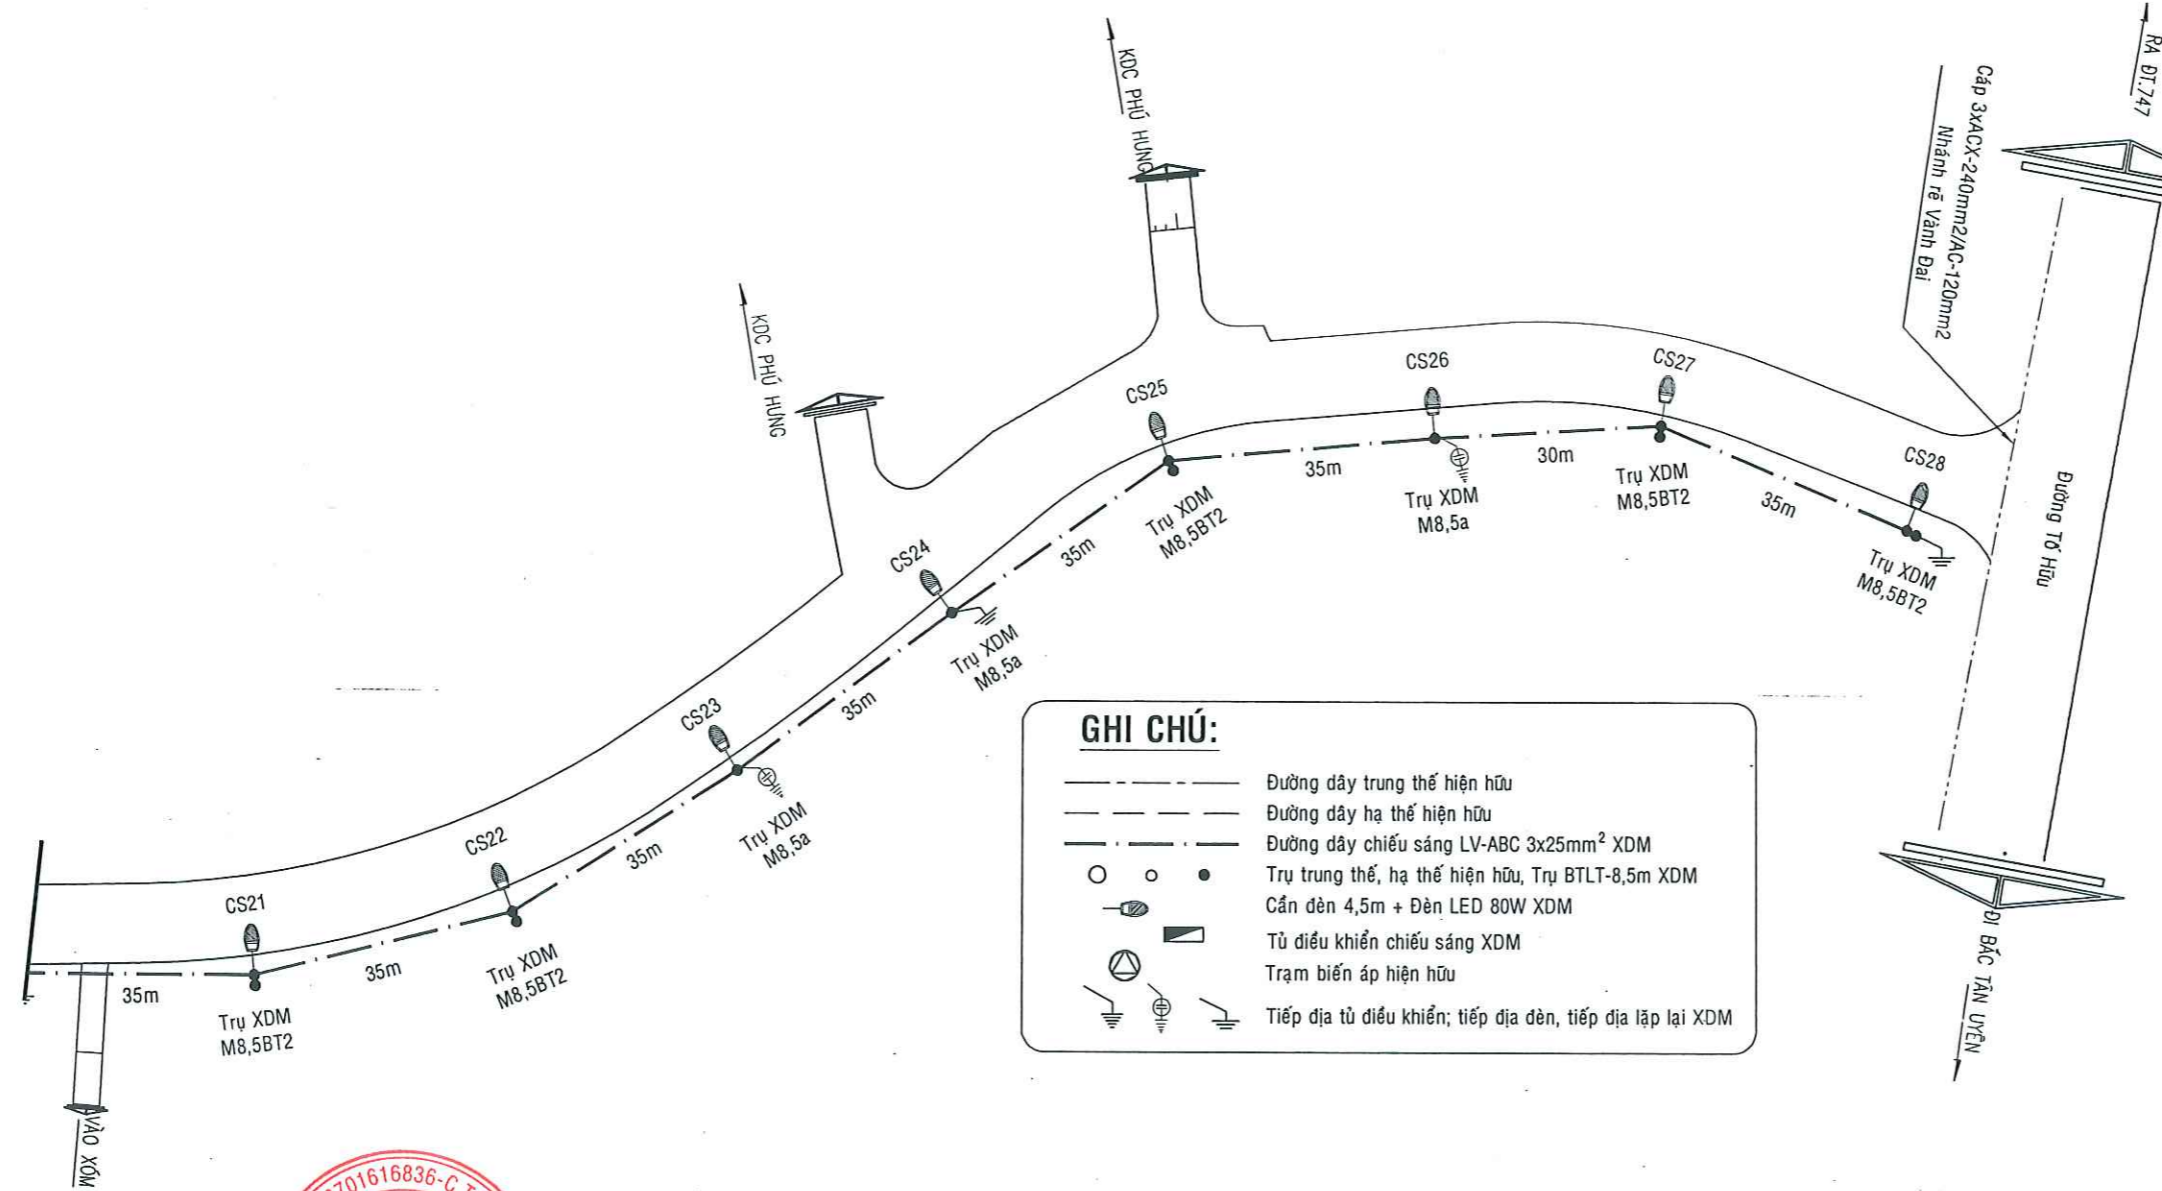 RA ĐT.747
Cáp 3xACX-240mm2/AC-120mm2
Nhánh rẽ Vành Đai
KDC PHÚ HƯNG
KDC PHÚ HƯNG
CS28
CS27
CS26
CS25
CS24
CS23
CS22
CS21
35m
30m
35m
35m
35m
35m
35m
35m
Trụ XDM
M8,5BT2
Trụ XDM
M8,5a
Trụ XDM
M8,5BT2
Trụ XDM
M8,5BT2
Trụ XDM
M8,5a
Trụ XDM
M8,5a
Trụ XDM
M8,5BT2
Trụ XDM
M8,5BT2
Đường Tố Hữu
ĐI BẮC TÂN UYÊN
VÀO XÓM
GHI CHÚ:
Đường dây trung thế hiện hữu
Đường dây hạ thế hiện hữu
Đường dây chiếu sáng LV-ABC 3x25mm² XDM
Trụ trung thế, hạ thế hiện hữu, Trụ BTLT-8,5m XDM
Cần đèn 4,5m + Đèn LED 80W XDM
Tủ điều khiển chiếu sáng XDM
Trạm biến áp hiện hữu
Tiếp địa tủ điều khiển; tiếp địa đèn, tiếp địa lặp lại XDM
701616836-C.T